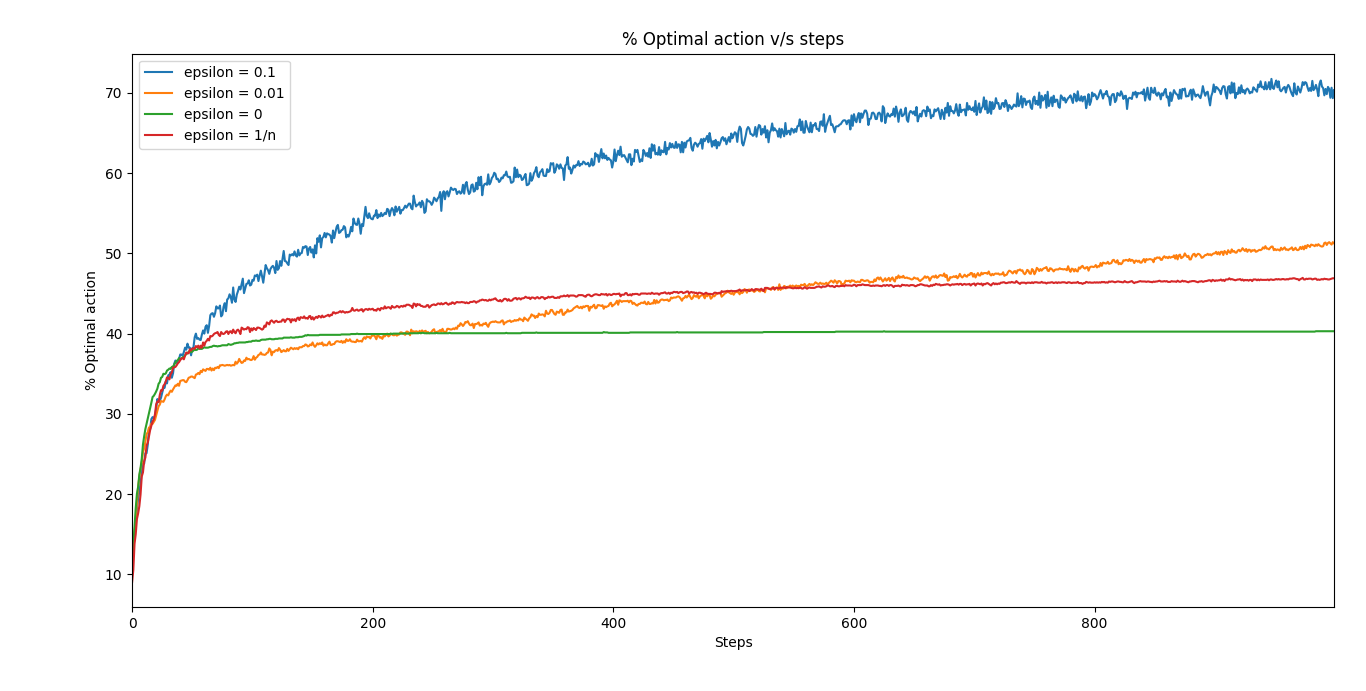 % Optimal action v/s steps
epsilon = 0.1
epsilon = 0.01
epsilon = 0
epsilon = 1/n
% Optimal action
70
60
50
40
30
20
10
0 200 400 600 800
Steps